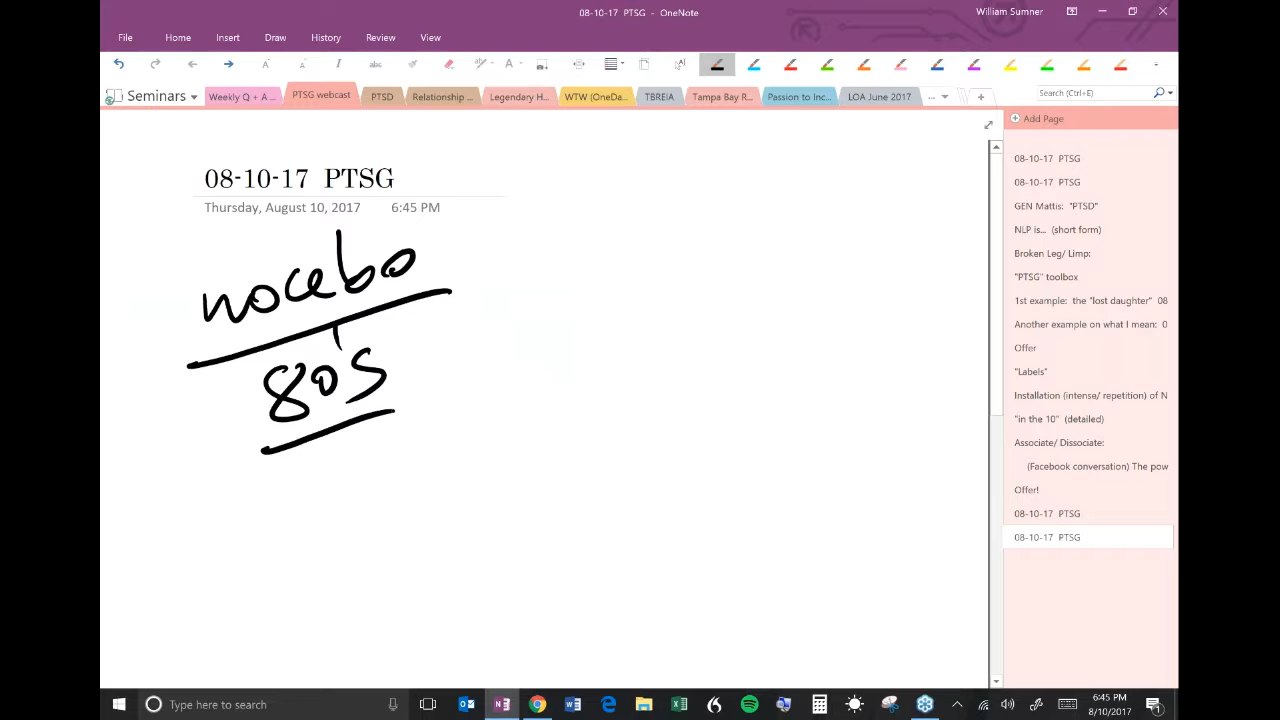 08-10-17 PTSG - OneNote
William Sumner
File Home Insert Draw History Review View
Seminars
Weekly Q + A ... PTSG webcast PTSD Relationship ... Legendary H... WTW (OneDa... TBREIA Tampa Bay R... Passion to Inc... LOA June 2017 ...
Search (Ctrl+E)
Add Page
08-10-17 PTSG
Thursday, August 10, 2017 6:45 PM
nocebo
80s
08-10-17 PTSG
08-10-17 PTSG
GEN Mattis: "PTSD"
NLP is... (short form)
Broken Leg/ Limp:
"PTSG" toolbox
1st example: the "lost daughter" 08
Another example on what I mean: 0
Offer
"Labels"
Installation (intense/ repetition) of N
"in the 10" (detailed)
Associate/ Dissociate:
(Facebook conversation) The pow
Offer!
08-10-17 PTSG
08-10-17 PTSG
Type here to search
6:45 PM
8/10/2017